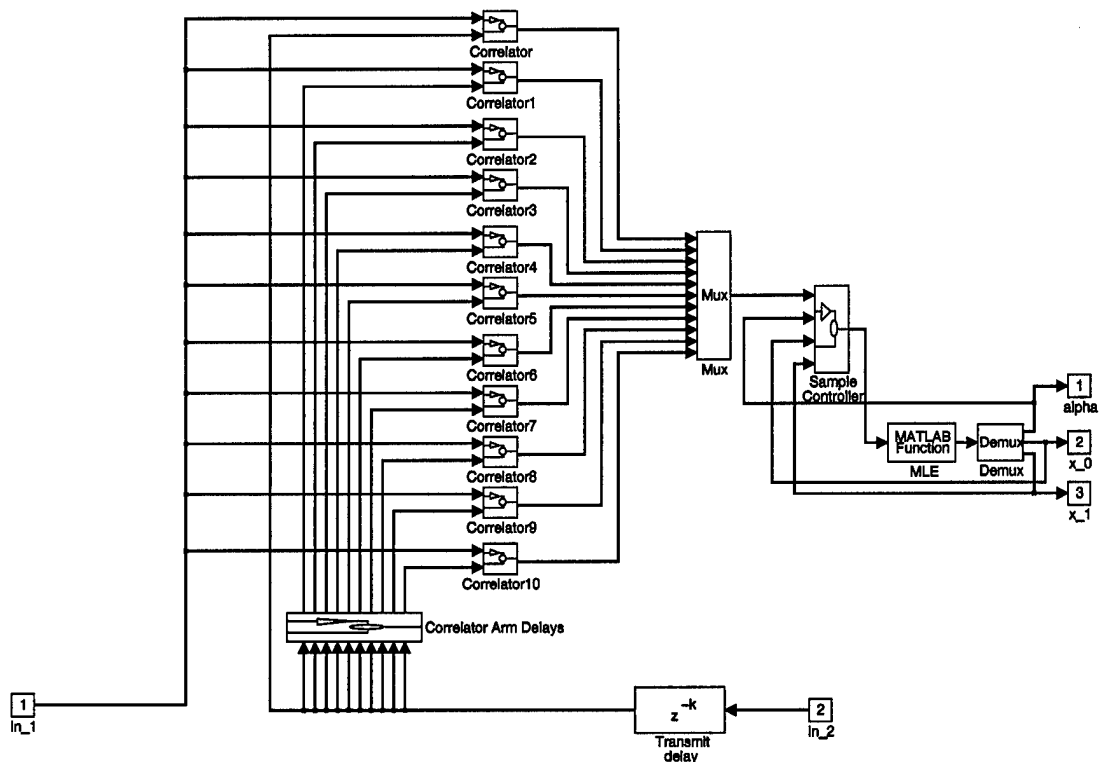 Correlator
Correlator1
Correlator2
Correlator3
Correlator4
Correlator5
Correlator6
Correlator7
Correlator8
Correlator9
Correlator10
Correlator Arm Delays
Mux
Mux
Sample
Controller
MATLAB
Function
MLE
Demux
Demux
1
alpha
2
x_0
3
x_1
1
In_1
z^-k
Transmit
delay
2
In_2